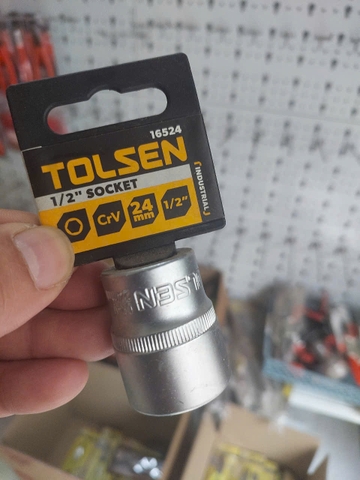 16524
TOLSEN
1/2" SOCKET
INDUSTRIAL
CrV
24
mm
1/2"
LSEN